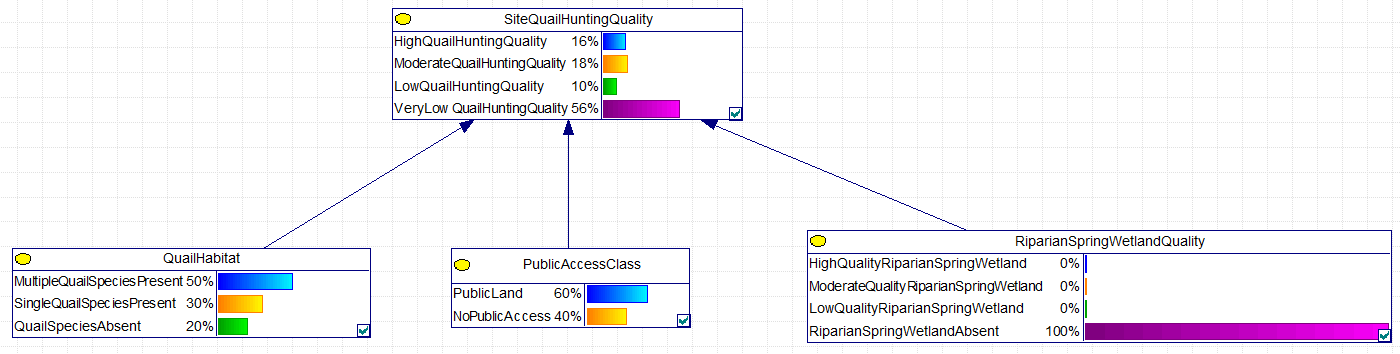 SiteQuailHuntingQuality
HighQuailHuntingQuality 16%
ModerateQuailHuntingQuality 18%
LowQuailHuntingQuality 10%
VeryLow QuailHuntingQuality 56%
QuailHabitat
MultipleQuailSpeciesPresent 50%
SingleQuailSpeciesPresent 30%
QuailSpeciesAbsent 20%
PublicAccessClass
PublicLand 60%
NoPublicAccess 40%
RiparianSpringWetlandQuality
HighQualityRiparianSpringWetland 0%
ModerateQualityRiparianSpringWetland 0%
LowQualityRiparianSpringWetland 0%
RiparianSpringWetlandAbsent 100%